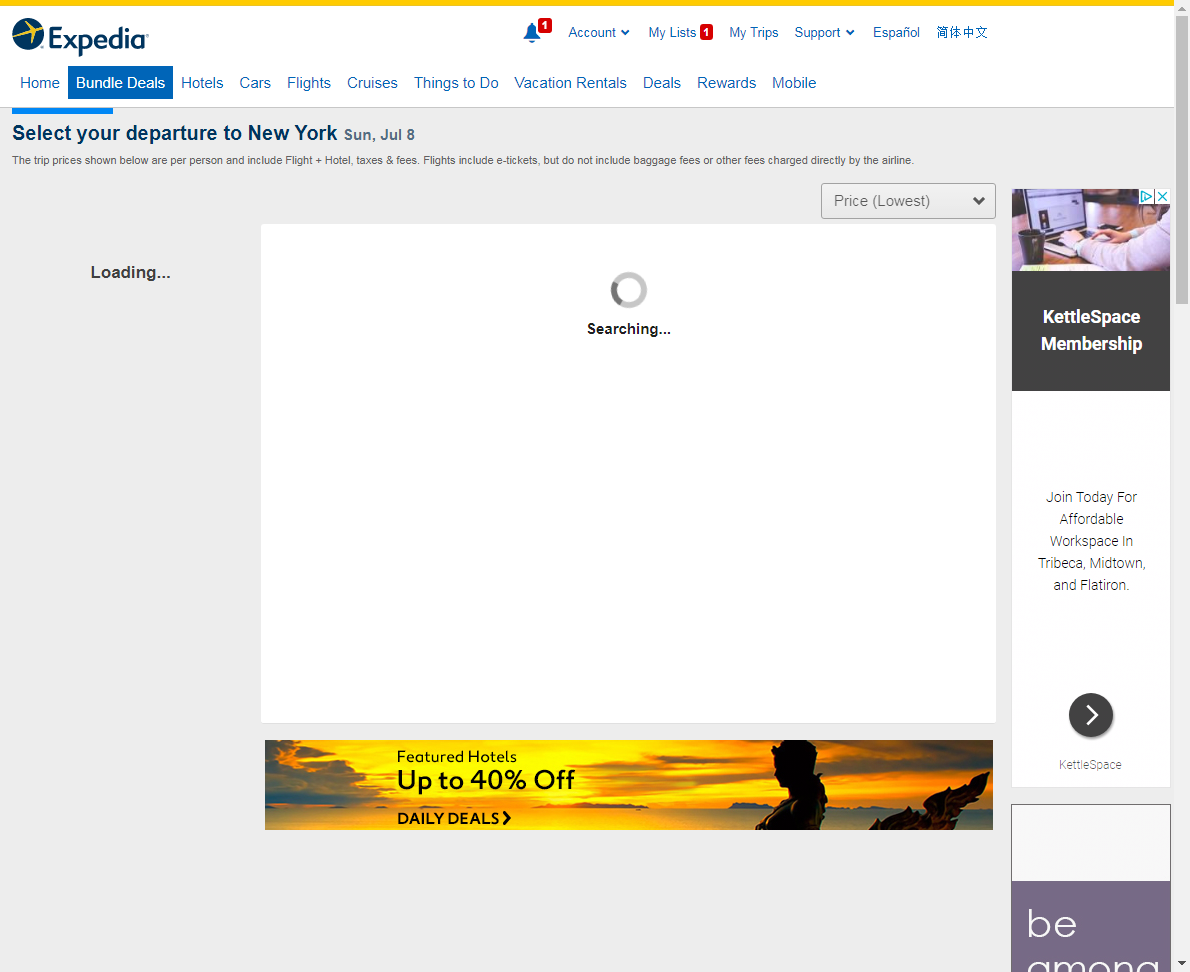 Expedia
1
Account
My Lists 1
My Trips
Support
Español
简体中文
Home
Bundle Deals
Hotels
Cars
Flights
Cruises
Things to Do
Vacation Rentals
Deals
Rewards
Mobile
Select your departure to New York Sun, Jul 8
The trip prices shown below are per person and include Flight + Hotel, taxes & fees. Flights include e-tickets, but do not include baggage fees or other fees charged directly by the airline.
Price (Lowest)
Loading...
Searching...
KettleSpace
Membership
Join Today For
Affordable
Workspace In
Tribeca, Midtown,
and Flatiron.
KettleSpace
Featured Hotels
Up to 40% Off
DAILY DEALS
be
among